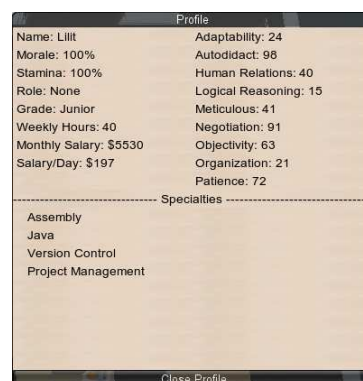 Profile
Name: Lilit
Morale: 100%
Stamina: 100%
Role: None
Grade: Junior
Weekly Hours: 40
Monthly Salary: $5530
Salary/Day: $197
Adaptability: 24
Autodidact: 98
Human Relations: 40
Logical Reasoning: 15
Meticulous: 41
Negotiation: 91
Objectivity: 63
Organization: 21
Patience: 72
Specialties
Assembly
Java
Version Control
Project Management
Close Profile